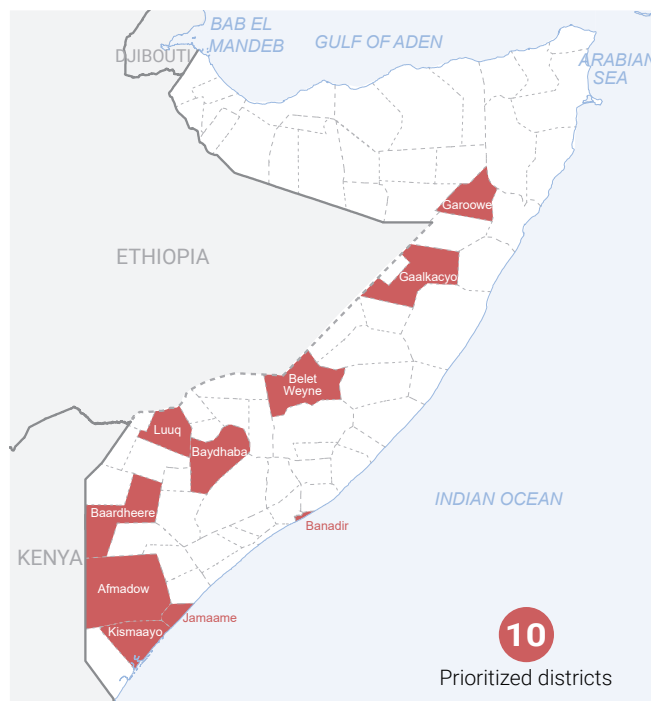 BAB EL
MANDEB
GULF OF ADEN
DJIBOUTI
ARABIAN
SEA
Garoowe
ETHIOPIA
Gaalkacyo
Belet
Weyne
Luuq
Baydhaba
INDIAN OCEAN
Baardheere
Banadir
KENYA
Afmadow
Jamaame
Kismaayo
10
Prioritized districts